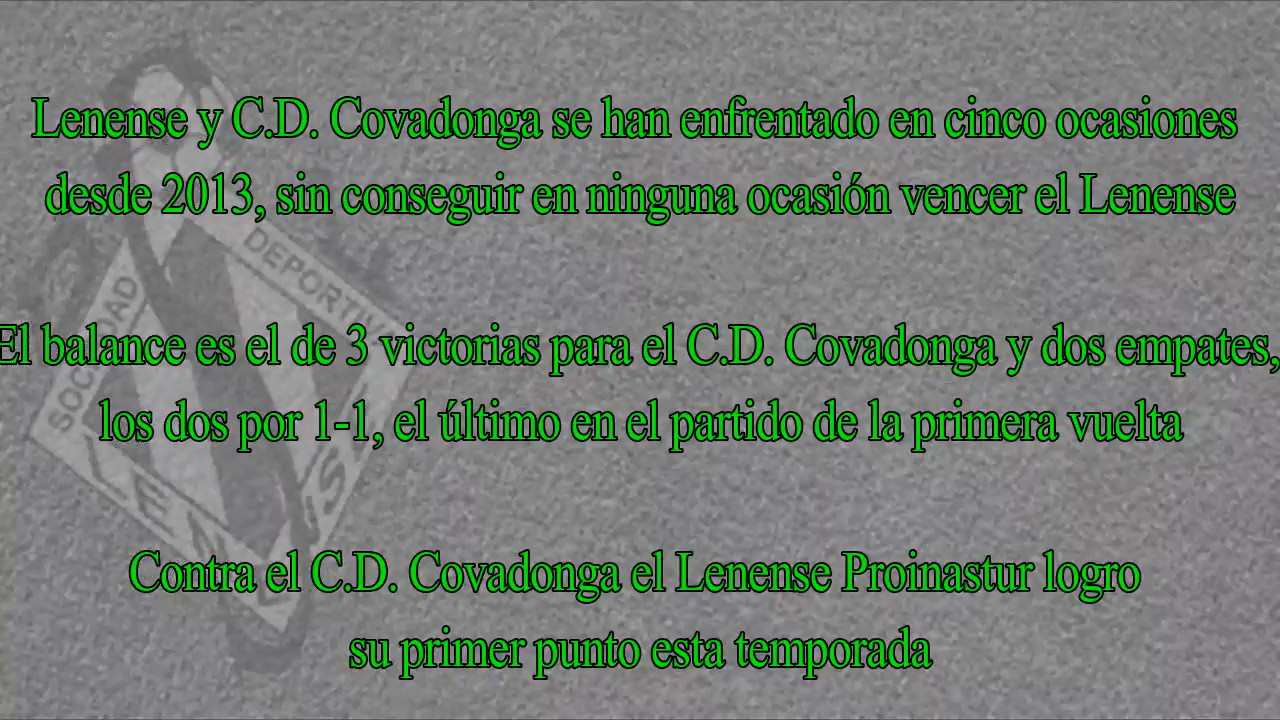 Lenense y C.D. Covadonga se han enfrentado en cinco ocasiones
desde 2013, sin conseguir en ninguna ocasión vencer el Lenense
El balance es el de 3 victorias para el C.D. Covadonga y dos empates,
los dos por 1-1, el último en el partido de la primera vuelta
Contra el C.D. Covadonga el Lenense Proinastur logro
su primer punto esta temporada
SOCIEDAD
DEPORTIVA